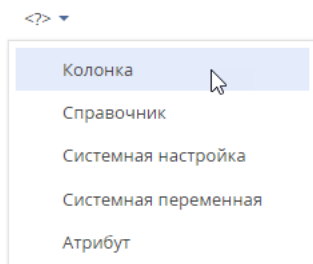 <?>
Колонка
Справочник
Системная настройка
Системная переменная
Атрибут